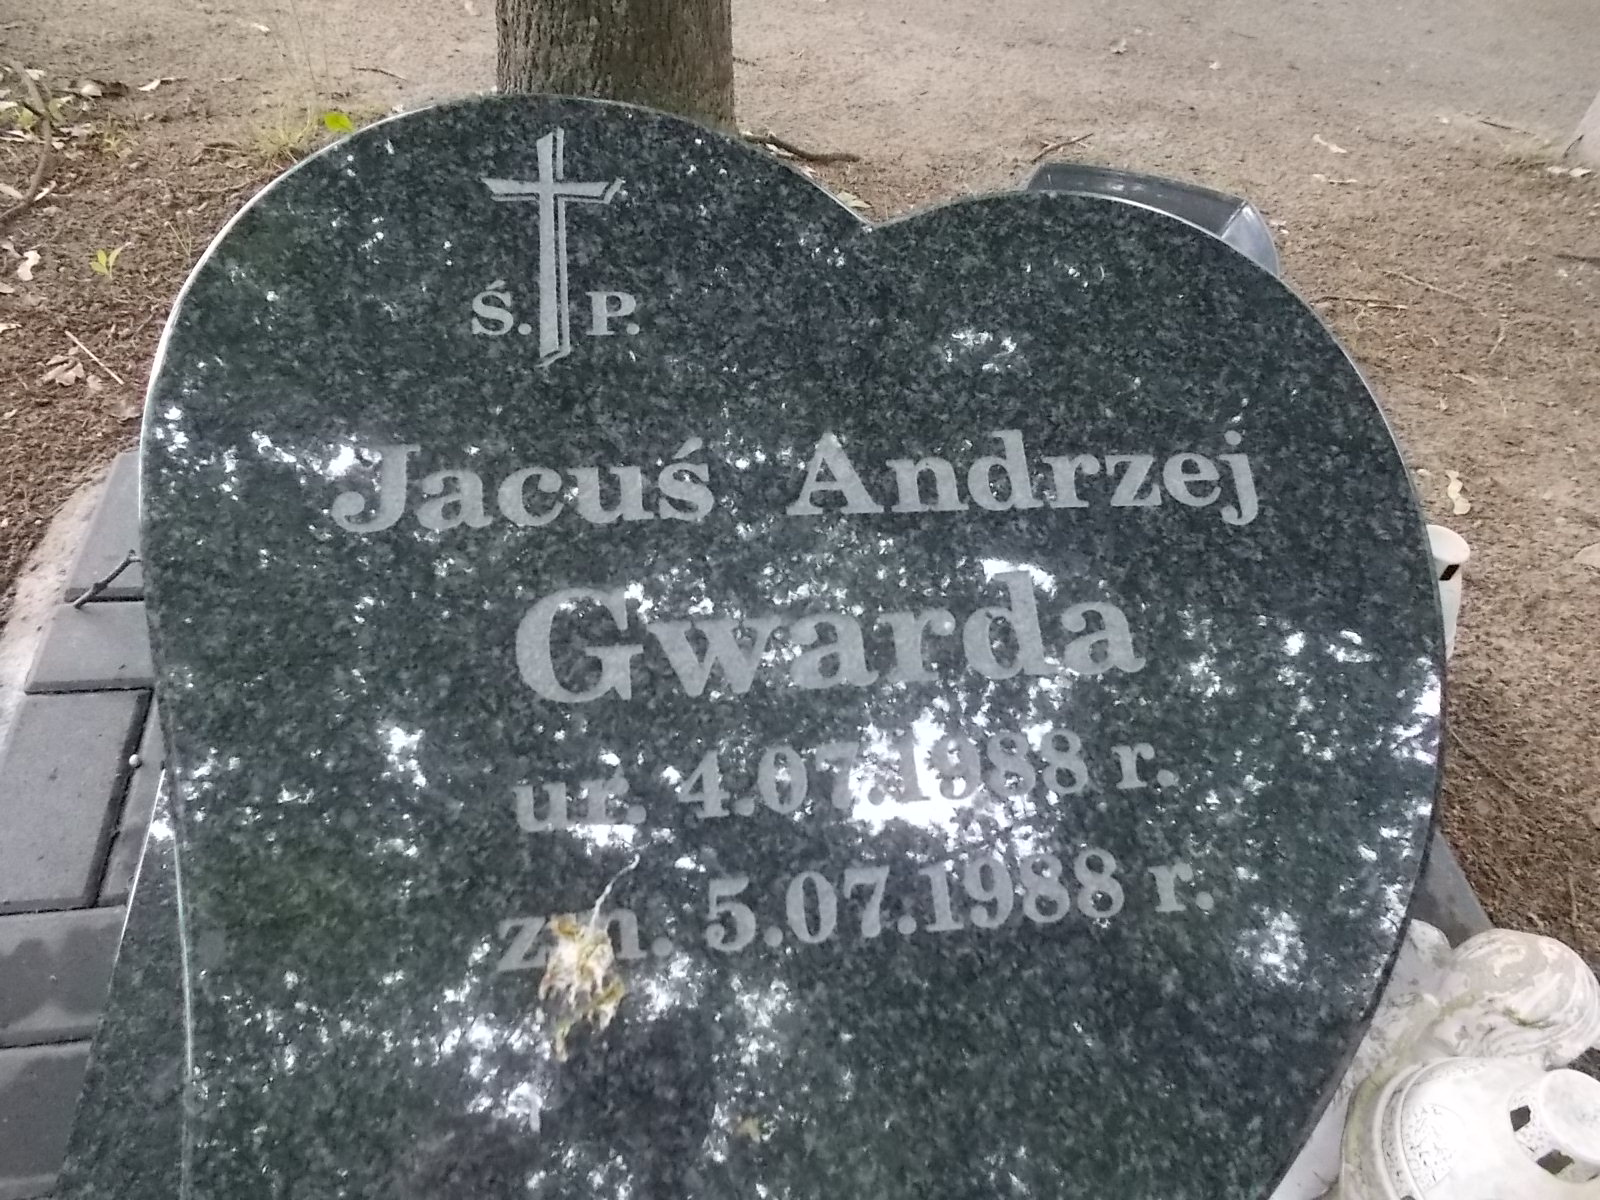 Ś. P.
Jacuś Andrzej
Gwarda
ur. 4.07.1988 r.
zm. 5.07.1988 r.